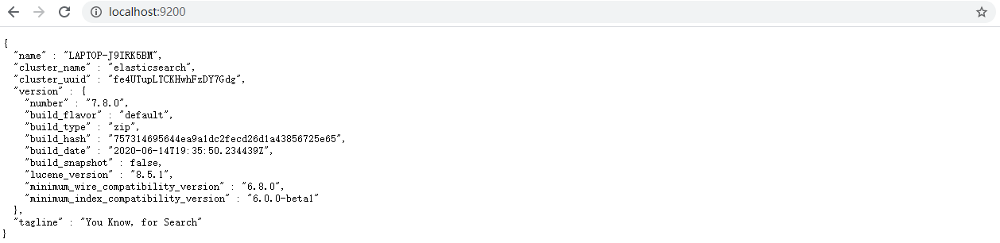 localhost:9200
{
"name" : "LAPTOP-J9IRK5BM",
"cluster_name" : "elasticsearch",
"cluster_uuid" : "fe4UTupLTCKHwhFzDY7Gdg",
"version" : {
"number" : "7.8.0",
"build_flavor" : "default",
"build_type" : "zip",
"build_hash" : "757314695644ea9a1dc2fecd26d1a43856725e65",
"build_date" : "2020-06-14T19:35:50.234439Z",
"build_snapshot" : false,
"lucene_version" : "8.5.1",
"minimum_wire_compatibility_version" : "6.8.0",
"minimum_index_compatibility_version" : "6.0.0-beta1"
},
"tagline" : "You Know, for Search"
}